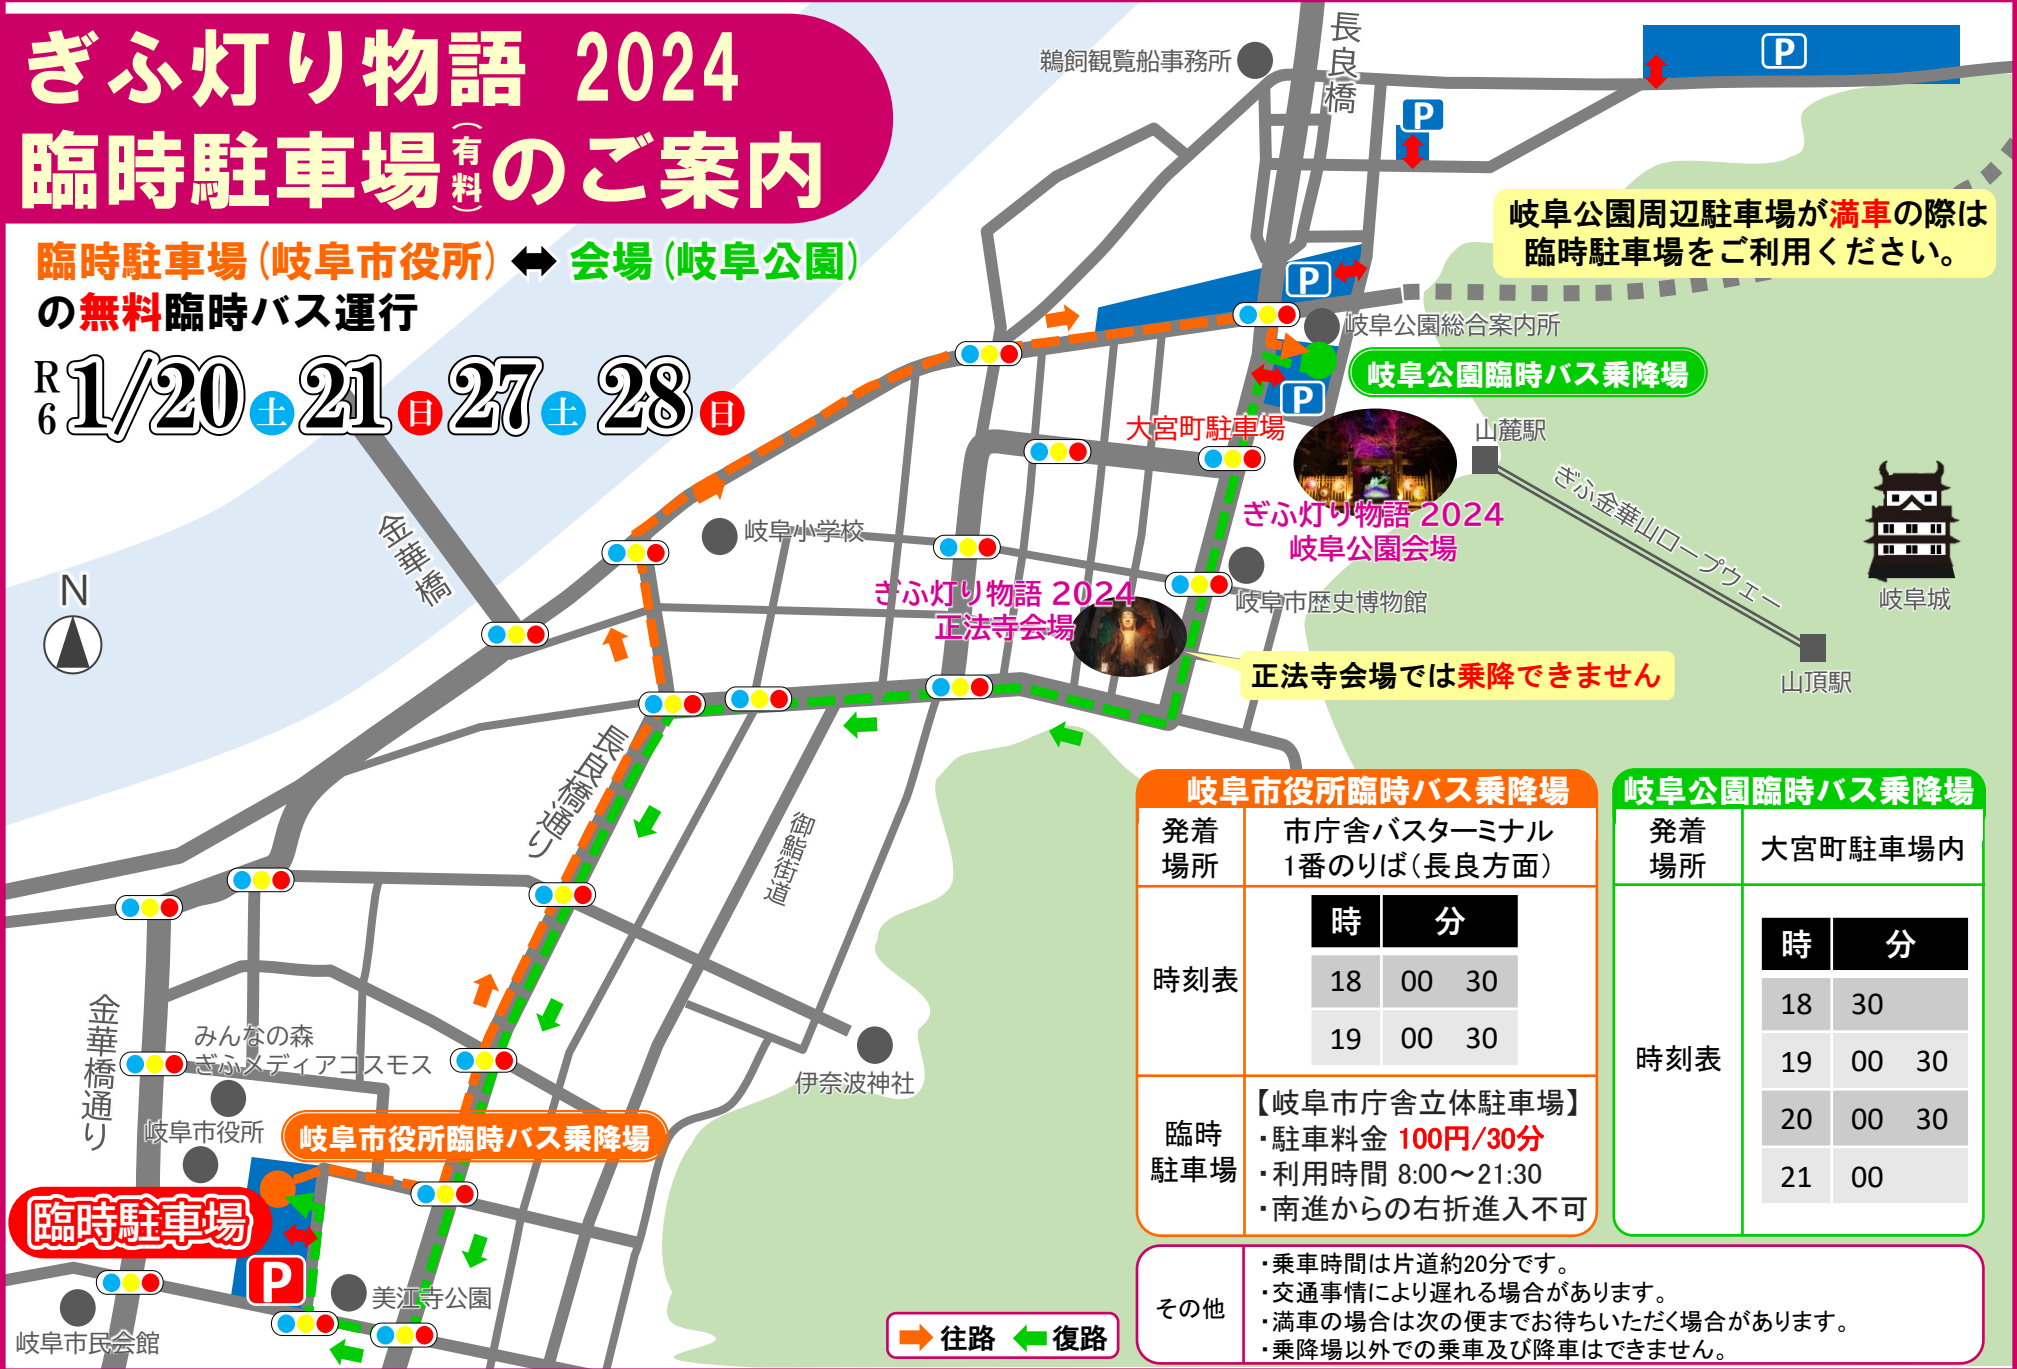 ぎふ灯り物語 2024
臨時駐車場(有料)のご案内
臨時駐車場(岐阜市役所)⬌会場(岐阜公園)
の無料臨時バス運行
R6 1/20土 21日 27土 28日
N
鵜飼観覧船事務所
長良橋
P
P
岐阜公園周辺駐車場が満車の際は
臨時駐車場をご利用ください。
P
岐阜公園総合案内所
岐阜公園臨時バス乗降場
P
大宮町駐車場
山麓駅
ぎふ金華山ロープウェー
岐阜城
山頂駅
ぎふ灯り物語 2024
岐阜公園会場
金華橋
岐阜小学校
ぎふ灯り物語 2024
正法寺会場
岐阜市歴史博物館
正法寺会場では乗降できません
長良橋通り
御鮨街道
金華橋通り
みんなの森
ぎふメディアコスモス
伊奈波神社
岐阜市役所
岐阜市役所臨時バス乗降場
臨時駐車場
P
美江寺公園
岐阜市民会館
往路 復路
岐阜市役所臨時バス乗降場
発着
場所
市庁舎バスターミナル
1番のりば(長良方面)
時刻表
時 分
18 00 30
19 00 30
臨時
駐車場
【岐阜市庁舎立体駐車場】
・駐車料金 100円/30分
・利用時間 8:00～21:30
・南進からの右折進入不可
岐阜公園臨時バス乗降場
発着
場所
大宮町駐車場内
時刻表
時 分
18 30
19 00 30
20 00 30
21 00
その他
・乗車時間は片道約20分です。
・交通事情により遅れる場合があります。
・満車の場合は次の便までお待ちいただく場合があります。
・乗降場以外での乗車及び降車はできません。